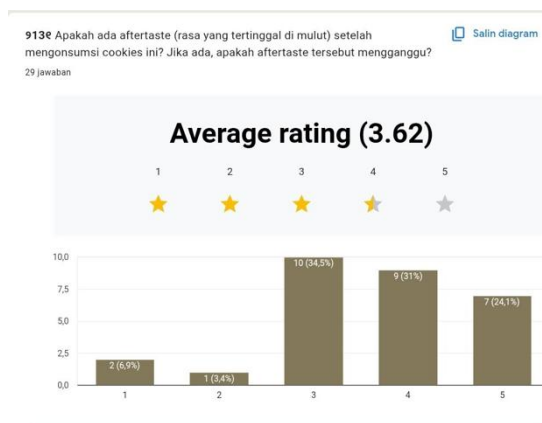 913୧ Apakah ada aftertaste (rasa yang tertinggal di mulut) setelah
mengonsumsi cookies ini? Jika ada, apakah aftertaste tersebut mengganggu?
Salin diagram
29 jawaban
Average rating (3.62)
1 2 3 4 5
10,0
7,5
5,0
2,5
0,0
2 (6,9%)
1 (3,4%)
10 (34,5%)
9 (31%)
7 (24,1%)
1 2 3 4 5